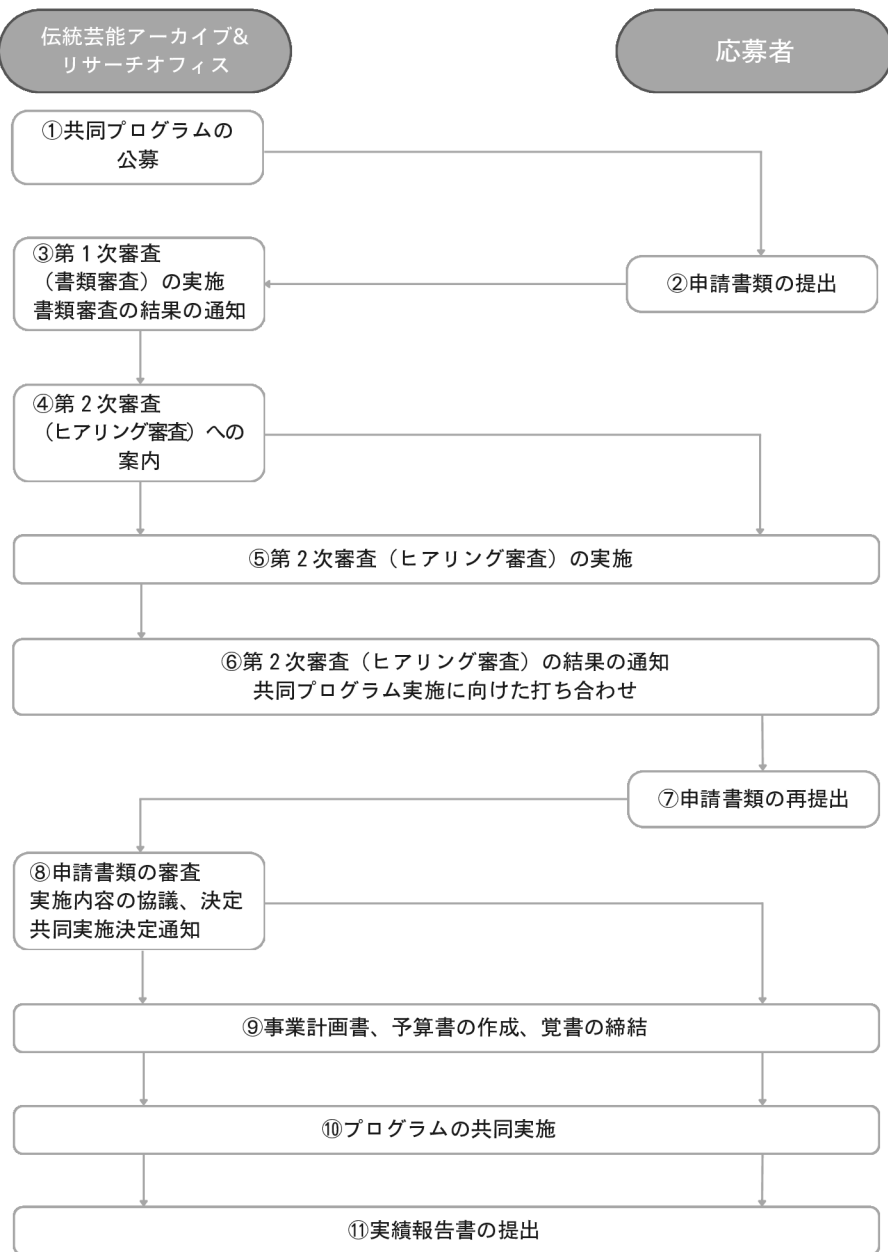 伝統芸能アーカイブ&
リサーチオフィス
応募者
①共同プログラムの
公募
②申請書類の提出
③第1次審査
（書類審査）の実施
書類審査の結果の通知
④第2次審査
（ヒアリング審査）への
案内
⑤第2次審査（ヒアリング審査）の実施
⑥第2次審査（ヒアリング審査）の結果の通知
共同プログラム実施に向けた打ち合わせ
⑦申請書類の再提出
⑧申請書類の審査
実施内容の協議、決定
共同実施決定通知
⑨事業計画書、予算書の作成、覚書の締結
⑩プログラムの共同実施
⑪実績報告書の提出